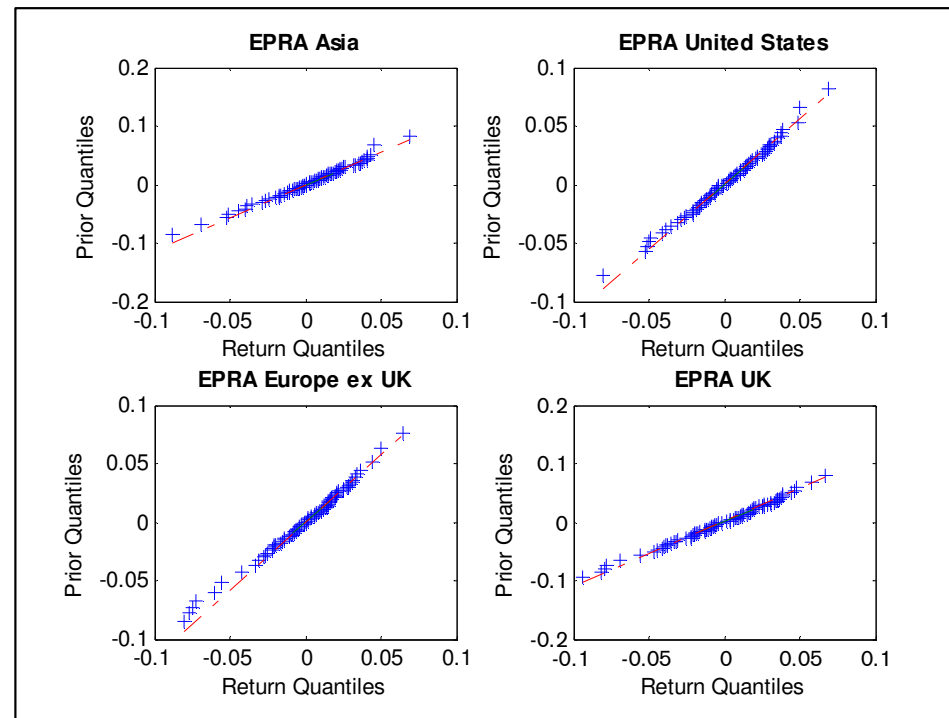 EPRA Asia
0.2
0.1
0
-0.1
-0.2
Prior Quantiles
-0.1 -0.05 0 0.05 0.1
Return Quantiles
EPRA United States
0.1
0.05
0
-0.05
-0.1
Prior Quantiles
-0.1 -0.05 0 0.05 0.1
Return Quantiles
EPRA Europe ex UK
0.1
0.05
0
-0.05
-0.1
Prior Quantiles
-0.1 -0.05 0 0.05 0.1
Return Quantiles
EPRA UK
0.2
0.1
0
-0.1
-0.2
Prior Quantiles
-0.1 -0.05 0 0.05 0.1
Return Quantiles